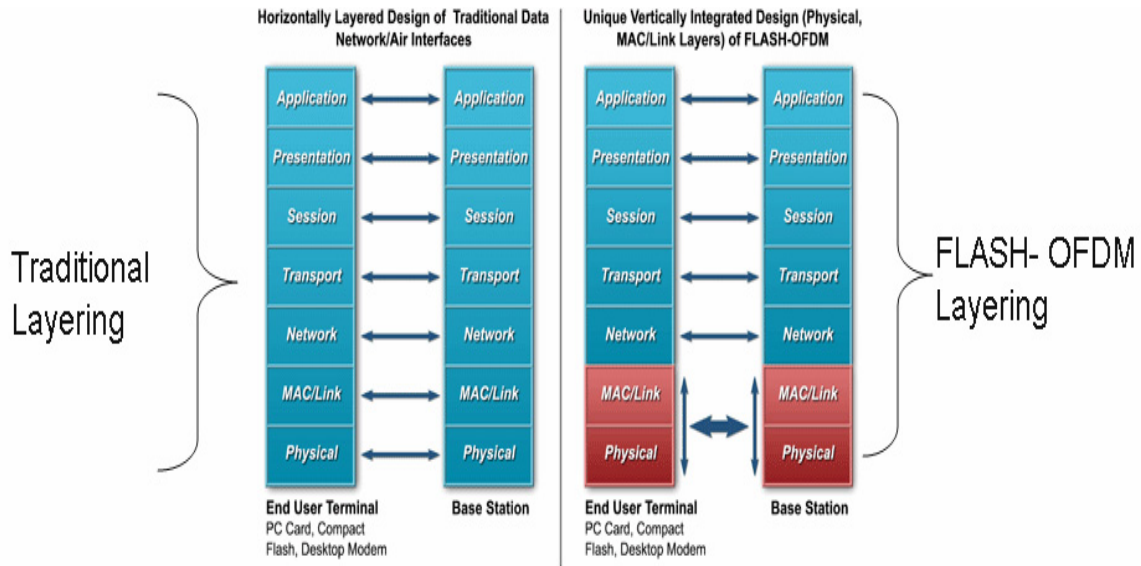 Horizontally Layered Design of Traditional Data
Network/Air Interfaces
Traditional
Layering
Application
Application
Presentation
Presentation
Session
Session
Transport
Transport
Network
Network
MAC/Link
MAC/Link
Physical
Physical
End User Terminal
PC Card, Compact
Flash, Desktop Modem
Base Station
Unique Vertically Integrated Design (Physical,
MAC/Link Layers) of FLASH-OFDM
Application
Application
Presentation
Presentation
Session
Session
Transport
Transport
Network
Network
MAC/Link
MAC/Link
Physical
Physical
End User Terminal
PC Card, Compact
Flash, Desktop Modem
Base Station
FLASH- OFDM
Layering